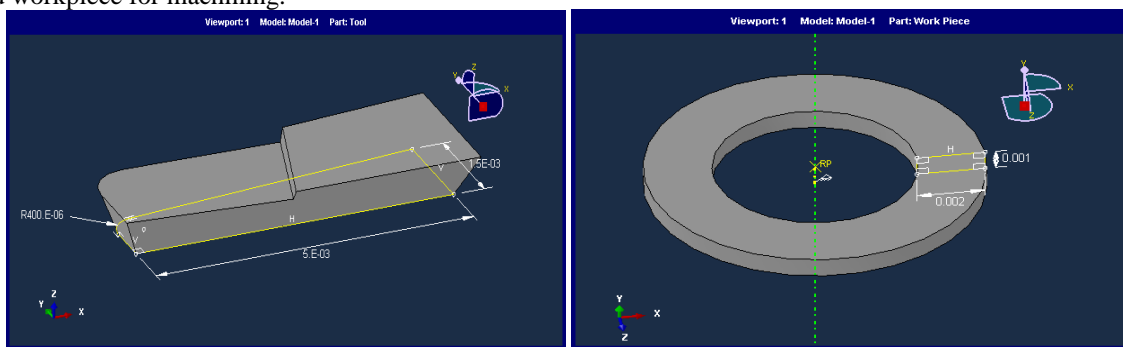 workpiece for machining.
Viewport: 1 Model: Model-1 Part: Tool
Z
Y
X
1.5E-03
V
R400.E-06
H
V
5.E-03
Z
Y
X
Viewport: 1 Model: Model-1 Part: Work Piece
Y
X
Z
H
0.001
RP
0.002
Y
X
Z